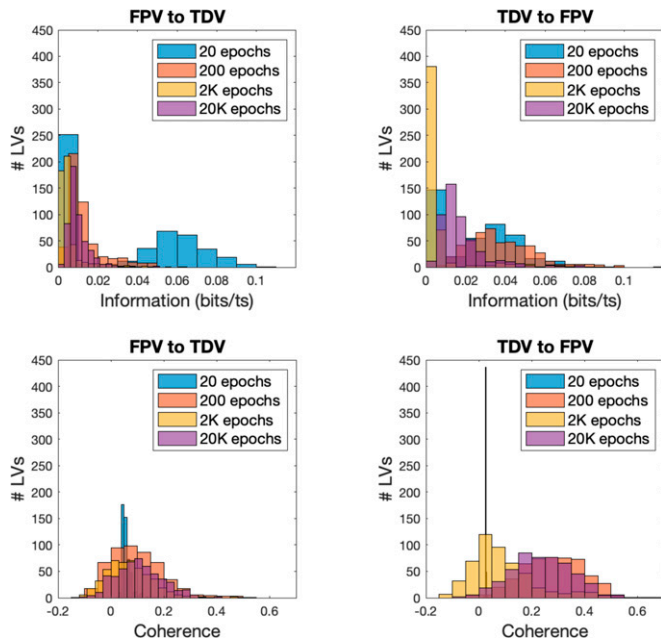 FPV to TDV
450
400
350
300
250
200
150
100
50
0
# LVs
20 epochs
200 epochs
2K epochs
20K epochs
0 0.02 0.04 0.06 0.08 0.1
Information (bits/ts)
TDV to FPV
450
400
350
300
250
200
150
100
50
0
# LVs
20 epochs
200 epochs
2K epochs
20K epochs
0 0.02 0.04 0.06 0.08 0.1
Information (bits/ts)
FPV to TDV
450
400
350
300
250
200
150
100
50
0
# LVs
20 epochs
200 epochs
2K epochs
20K epochs
-0.2 0 0.2 0.4 0.6
Coherence
TDV to FPV
450
400
350
300
250
200
150
100
50
0
# LVs
20 epochs
200 epochs
2K epochs
20K epochs
-0.2 0 0.2 0.4 0.6
Coherence